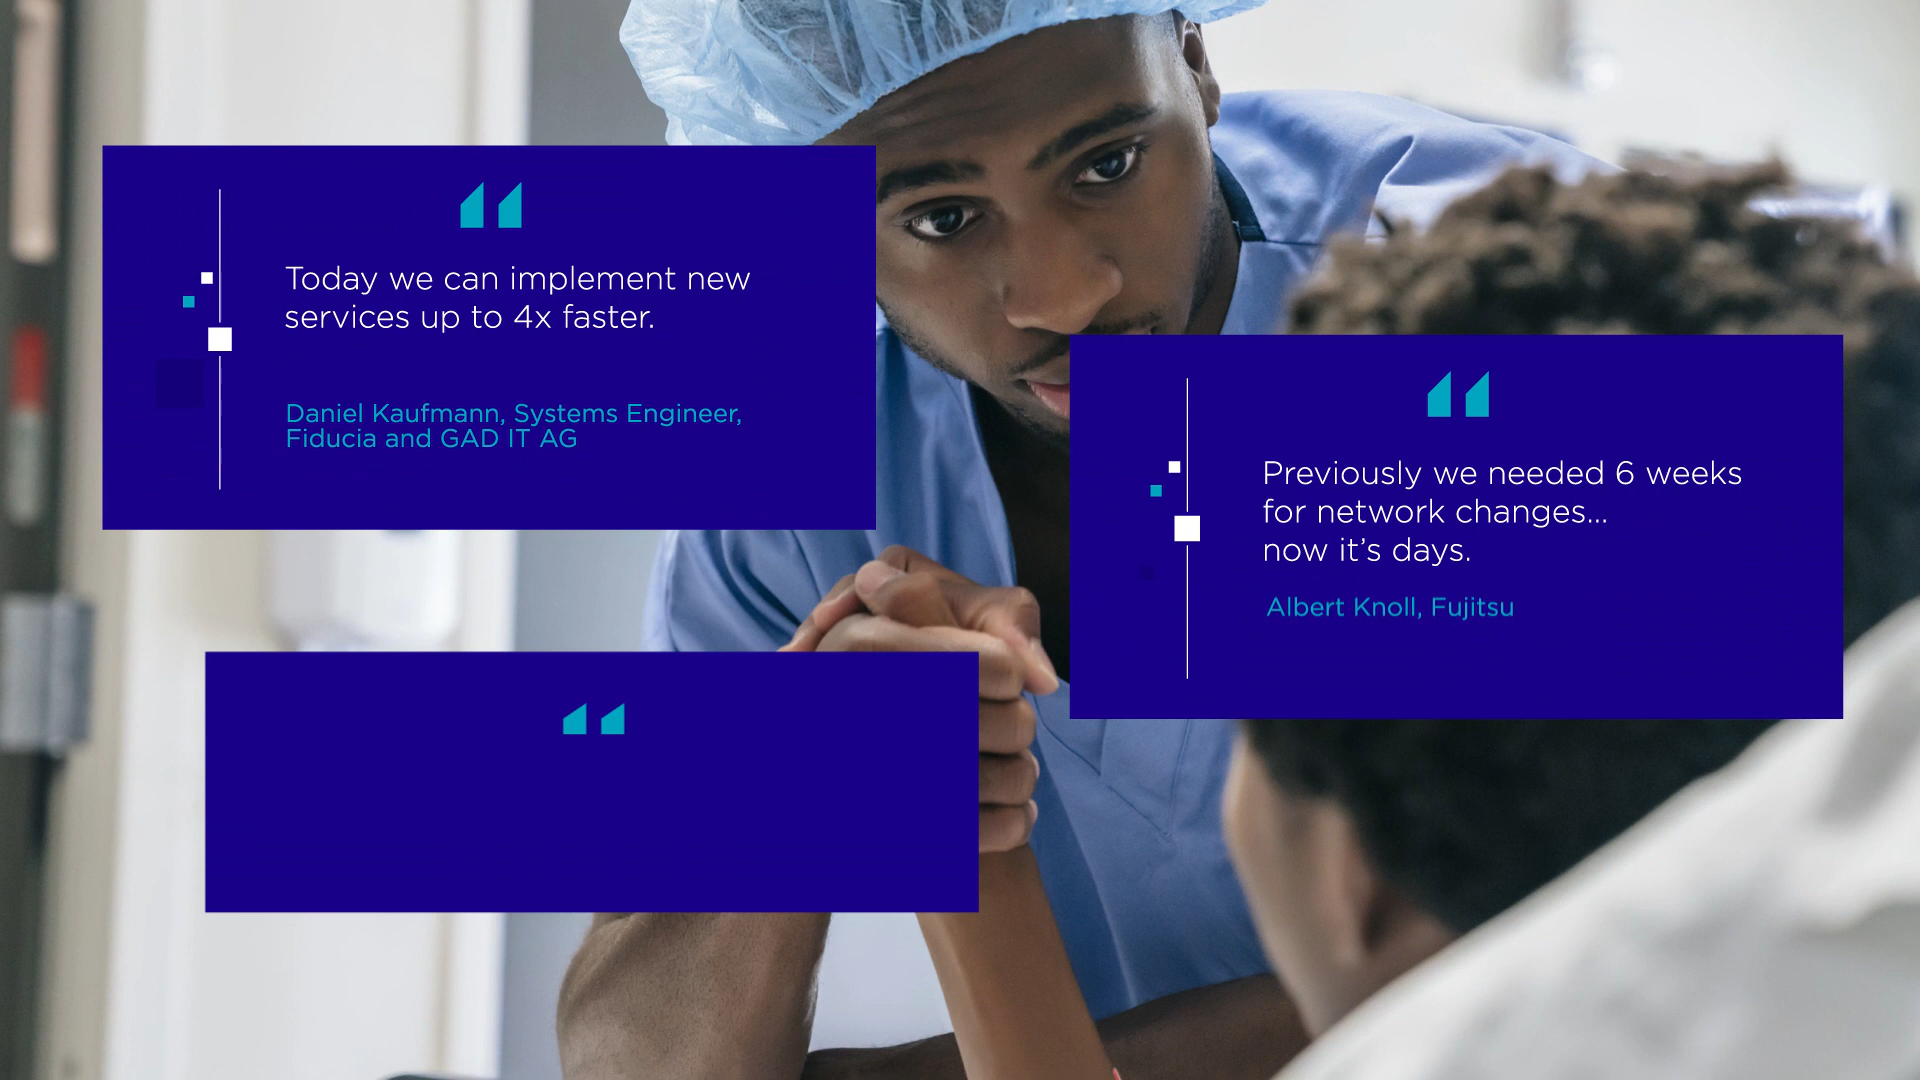 Today we can implement new
services up to 4x faster.
Daniel Kaufmann, Systems Engineer,
Fiducia and GAD IT AG
Previously we needed 6 weeks
for network changes...
now it’s days.
Albert Knoll, Fujitsu